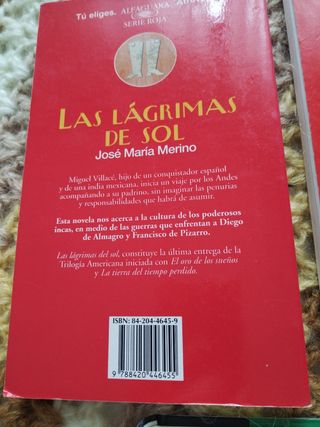 Tú eliges. ALFAGUARA
SERIE ROJA
LAS LÁGRIMAS
DE SOL
José María Merino
Miguel Villacé, hijo de un conquistador español
y de una india mexicana, inicia un viaje por los Andes
acompañando a su padrino, sin imaginar las penurias
y responsabilidades que habrá de asumir.
Esta novela nos acerca a la cultura de los poderosos
incas, en medio de las guerras que enfrentan a Diego
de Almagro y Francisco de Pizarro.
Las lágrimas del sol, constituye la última entrega de la
Trilogía Americana iniciada con El oro de los sueños
y La tierra del tiempo perdido.
ISBN: 84-204-4645-9
9 788420 446455